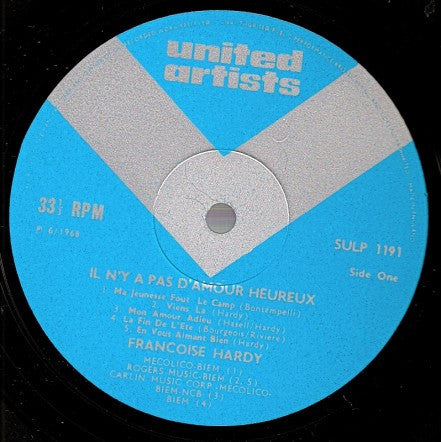 united
artists
33⅓ RPM
P 6/1968
SULP 1191
Side One
IL N'Y A PAS D'AMOUR HEUREUX
1. Ma Jeunesse Fout Le Camp (Bontempelli)
2. Viens La (Hardy)
3. Mon Amour Adieu (Hazell/Hardy)
4. La Fin De L'Ete (Bourgeois/Riviere)
5. En Vous Aimant Bien (Hardy)
FRANCOISE HARDY
MECOLICO-BIEM (1)
ROGERS MUSIC-BIEM (2, 5)
CARLIN MUSIC CORP.-MECOLICO-
BIEM-NCB (3)
BIEM (4)